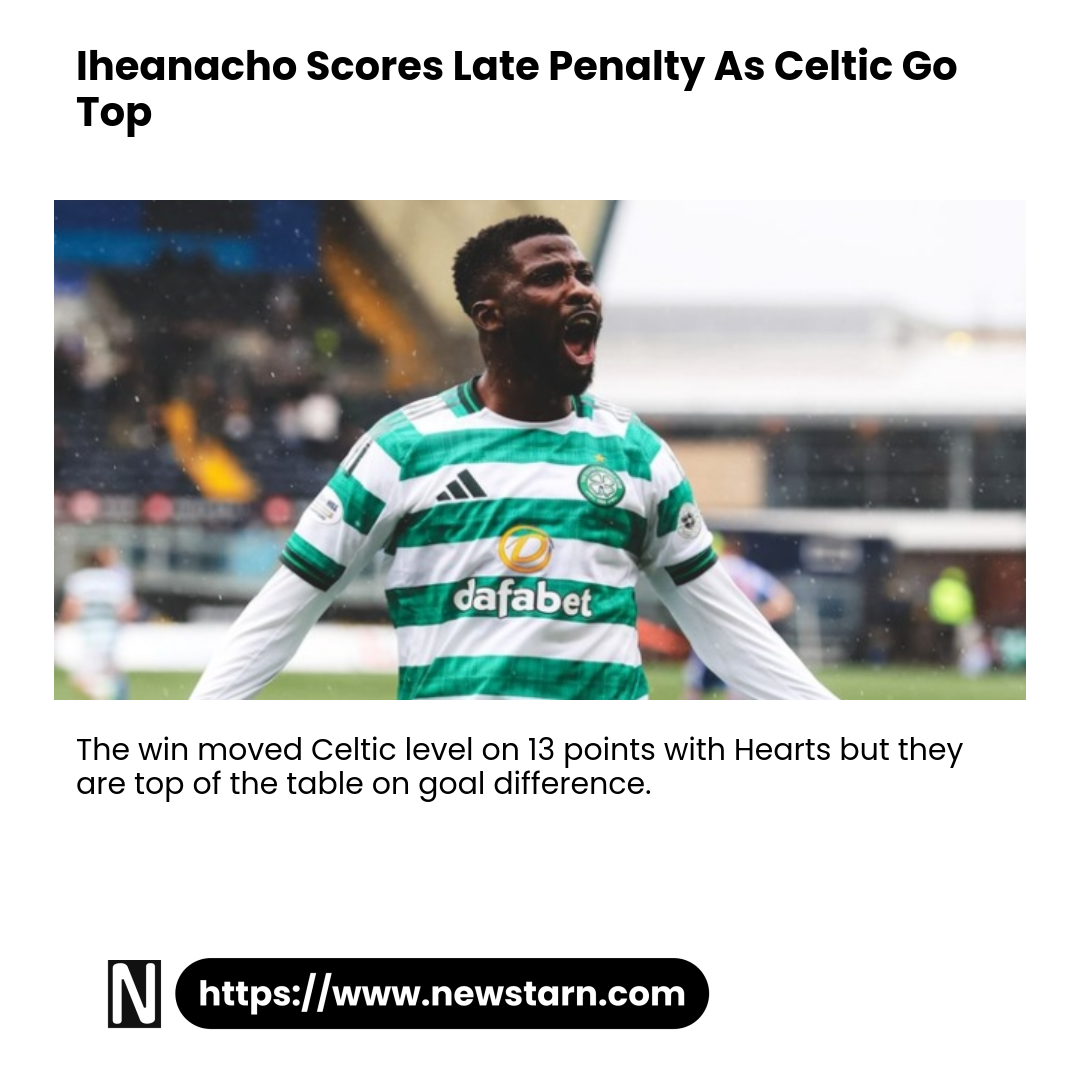 Iheanacho Scores Late Penalty As Celtic Go
Top
dafabet
The win moved Celtic level on 13 points with Hearts but they
are top of the table on goal difference.
N
https://www.newstarn.com